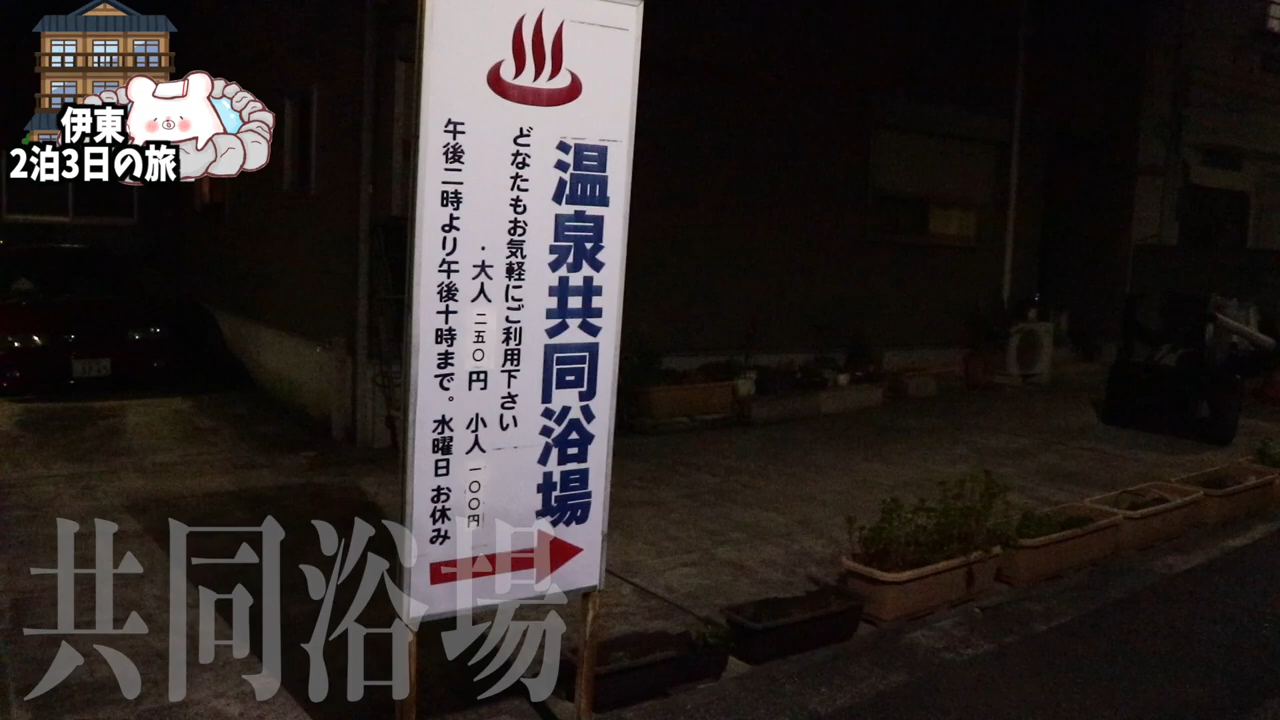 伊東
2泊3日の旅
温泉共同浴場
どなたもお気軽にご利用下さい
・大人二五〇円 小人一〇〇円
午後二時より午後十時まで。水曜日 お休み
共同浴場